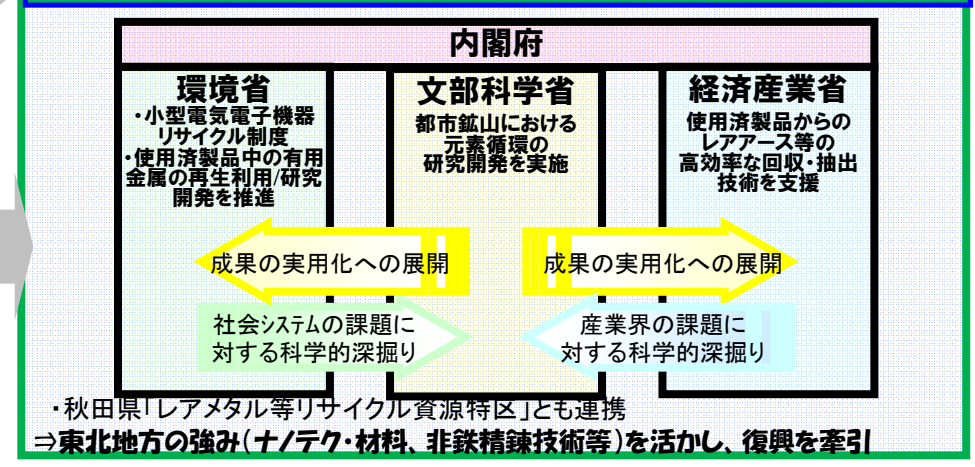 内閣府
環境省
・小型電気電子機器
リサイクル制度
・使用済製品中の有用
金属の再生利用/研究
開発を推進
文部科学省
都市鉱山における
元素循環の
研究開発を実施
経済産業省
使用済製品からの
レアアース等の
高効率な回収・抽出
技術を支援
成果の実用化への展開
成果の実用化への展開
社会システムの課題に
対する科学的深掘り
産業界の課題に
対する科学的深掘り
・秋田県「レアメタル等リサイクル資源特区」とも連携
⇒東北地方の強み(ナノテク・材料、非鉄精錬技術等)を活かし、復興を牽引